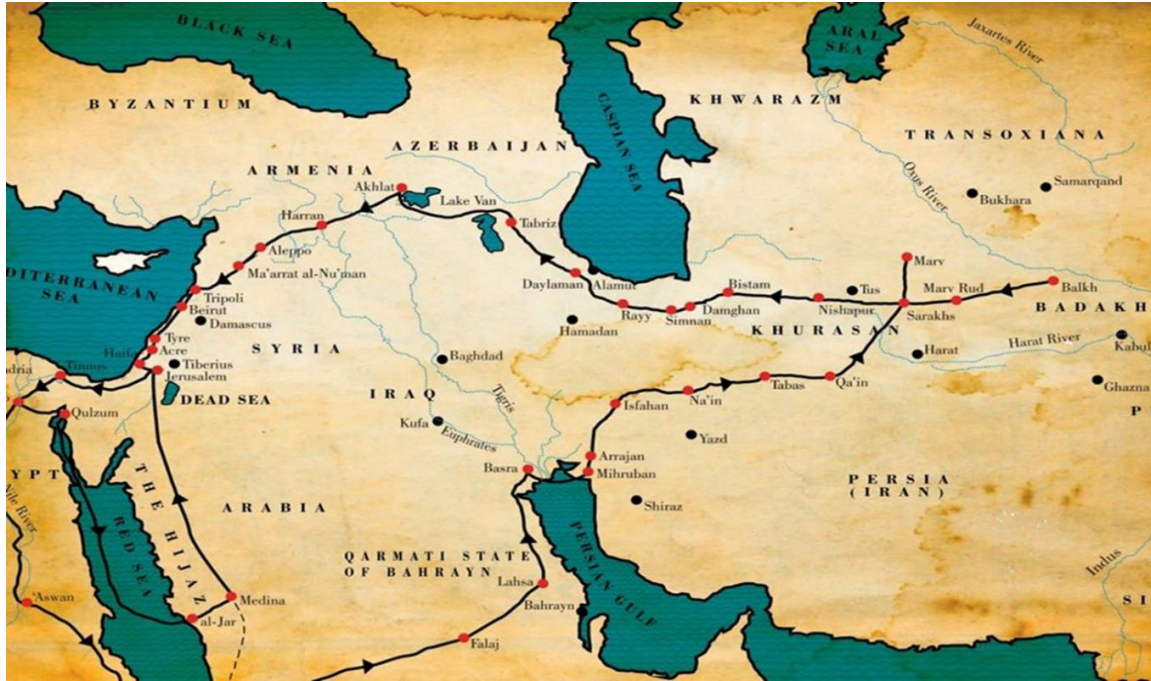 BLACK SEA
ARAL
SEA
Jaxartes River
BYZANTIUM
CASPIAN SEA
KHWARAZM
TRANSOXIANA
AZERBAIJAN
ARMENIA
Akhlat
Lake Van
Oxus River
Samarqand
Bukhara
Harran
Tabriz
Aleppo
Ma'arrat al-Nu'man
DITERRANEAN
SEA
Marv
Daylaman
Alamut
Bistam
Tus
Marv Rud
Balkh
Tripoli
Beirut
Rayy
Simnan
Damghan
Nishapur
Sarakhs
BADAKH
Damascus
Hamadan
KHURASAN
Tyre
Acre
SYRIA
Harat River
Kabul
Haifa
Tiberius
Baghdad
Harat
Jerusalem
Tinnus
ndria
Tabas
Qa'in
Ghazna
DEAD SEA
IRAQ
Tigris
Na'in
Isfahan
P
Qulzum
Kufa
Euphrates
Yazd
Arrajan
Basra
Mihruban
YPT
Nile River
THE HIJAZ
PERSIA
(IRAN)
Shiraz
ARABIA
RED SEA
PERSIAN GULF
QARMATI STATE
OF BAHRAYN
Indus
Lahsa
'Aswan
Medina
Bahrayn
SI
al-Jar
Falaj